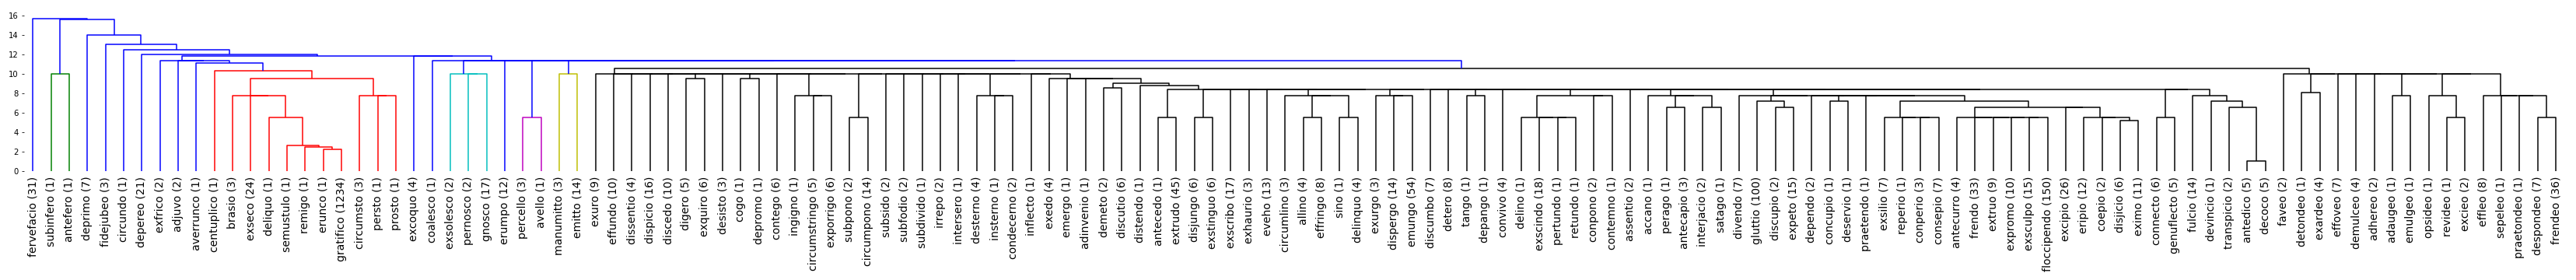 16
14
12
10
8
6
4
2
0
fervefacio (31)
subinfero (1)
antefero (1)
deprimo (7)
fidejubeo (3)
circundo (1)
depereo (21)
efrico (2)
adjuvo (2)
averrunco (1)
centuplico (1)
brasio (3)
exseco (24)
deliquo (1)
semustulo (1)
remigo (1)
erunco (1)
gratifico (1234)
circumsto (3)
persto (1)
prosto (1)
excoquo (4)
coalesco (1)
exsolesco (2)
pernosco (2)
gnosco (17)
erumpo (12)
percello (3)
avello (1)
manumitto (3)
emitto (14)
exuro (9)
effundo (10)
dissentio (4)
dispicio (16)
discedo (10)
digero (5)
exquiro (6)
desisto (3)
cogo (1)
depromo (1)
contego (6)
ingigno (1)
circumstringo (5)
exporrigo (6)
subpono (2)
circumpono (14)
subsido (2)
subfodio (2)
subdivido (1)
irrepo (2)
intersero (1)
desterno (4)
insterno (1)
condecerno (2)
inflecto (1)
exedo (4)
emergo (1)
adinvenio (1)
demeto (2)
discutio (6)
distendo (1)
antecedo (1)
extrudo (45)
disjungo (6)
exstinguo (6)
exscribo (17)
exhaurio (3)
eveho (13)
circumlino (3)
allino (4)
effringo (8)
sino (1)
delinquo (4)
exurgo (3)
dispergo (14)
emungo (54)
discumbo (7)
detero (8)
tango (1)
depango (1)
convivo (4)
delino (1)
exscindo (18)
pertundo (1)
retundo (1)
conpono (2)
contemno (1)
assentio (2)
accano (1)
perago (1)
antecapio (3)
interjacio (2)
satago (1)
divendo (7)
gluttio (100)
discupio (2)
expeto (15)
dependo (2)
concupio (1)
deservio (1)
praetendo (1)
exsilio (7)
reperio (1)
conperio (3)
consepio (7)
antecurro (4)
frendo (33)
extruo (9)
expromo (10)
exsculpo (15)
floccipendo (150)
excipio (26)
eripio (12)
coepio (2)
disjicio (6)
eximo (11)
connecto (6)
genuflecto (5)
fulcio (14)
devincio (1)
transpicio (2)
antedico (5)
decoco (5)
faveo (2)
detondeo (1)
exardeo (4)
effoveo (7)
demulceo (4)
adhereo (2)
adaugeo (1)
emulgeo (1)
opsideo (1)
revideo (1)
excieo (2)
effleo (8)
sepeleo (1)
praetondeo (1)
despondeo (7)
frendeo (36)